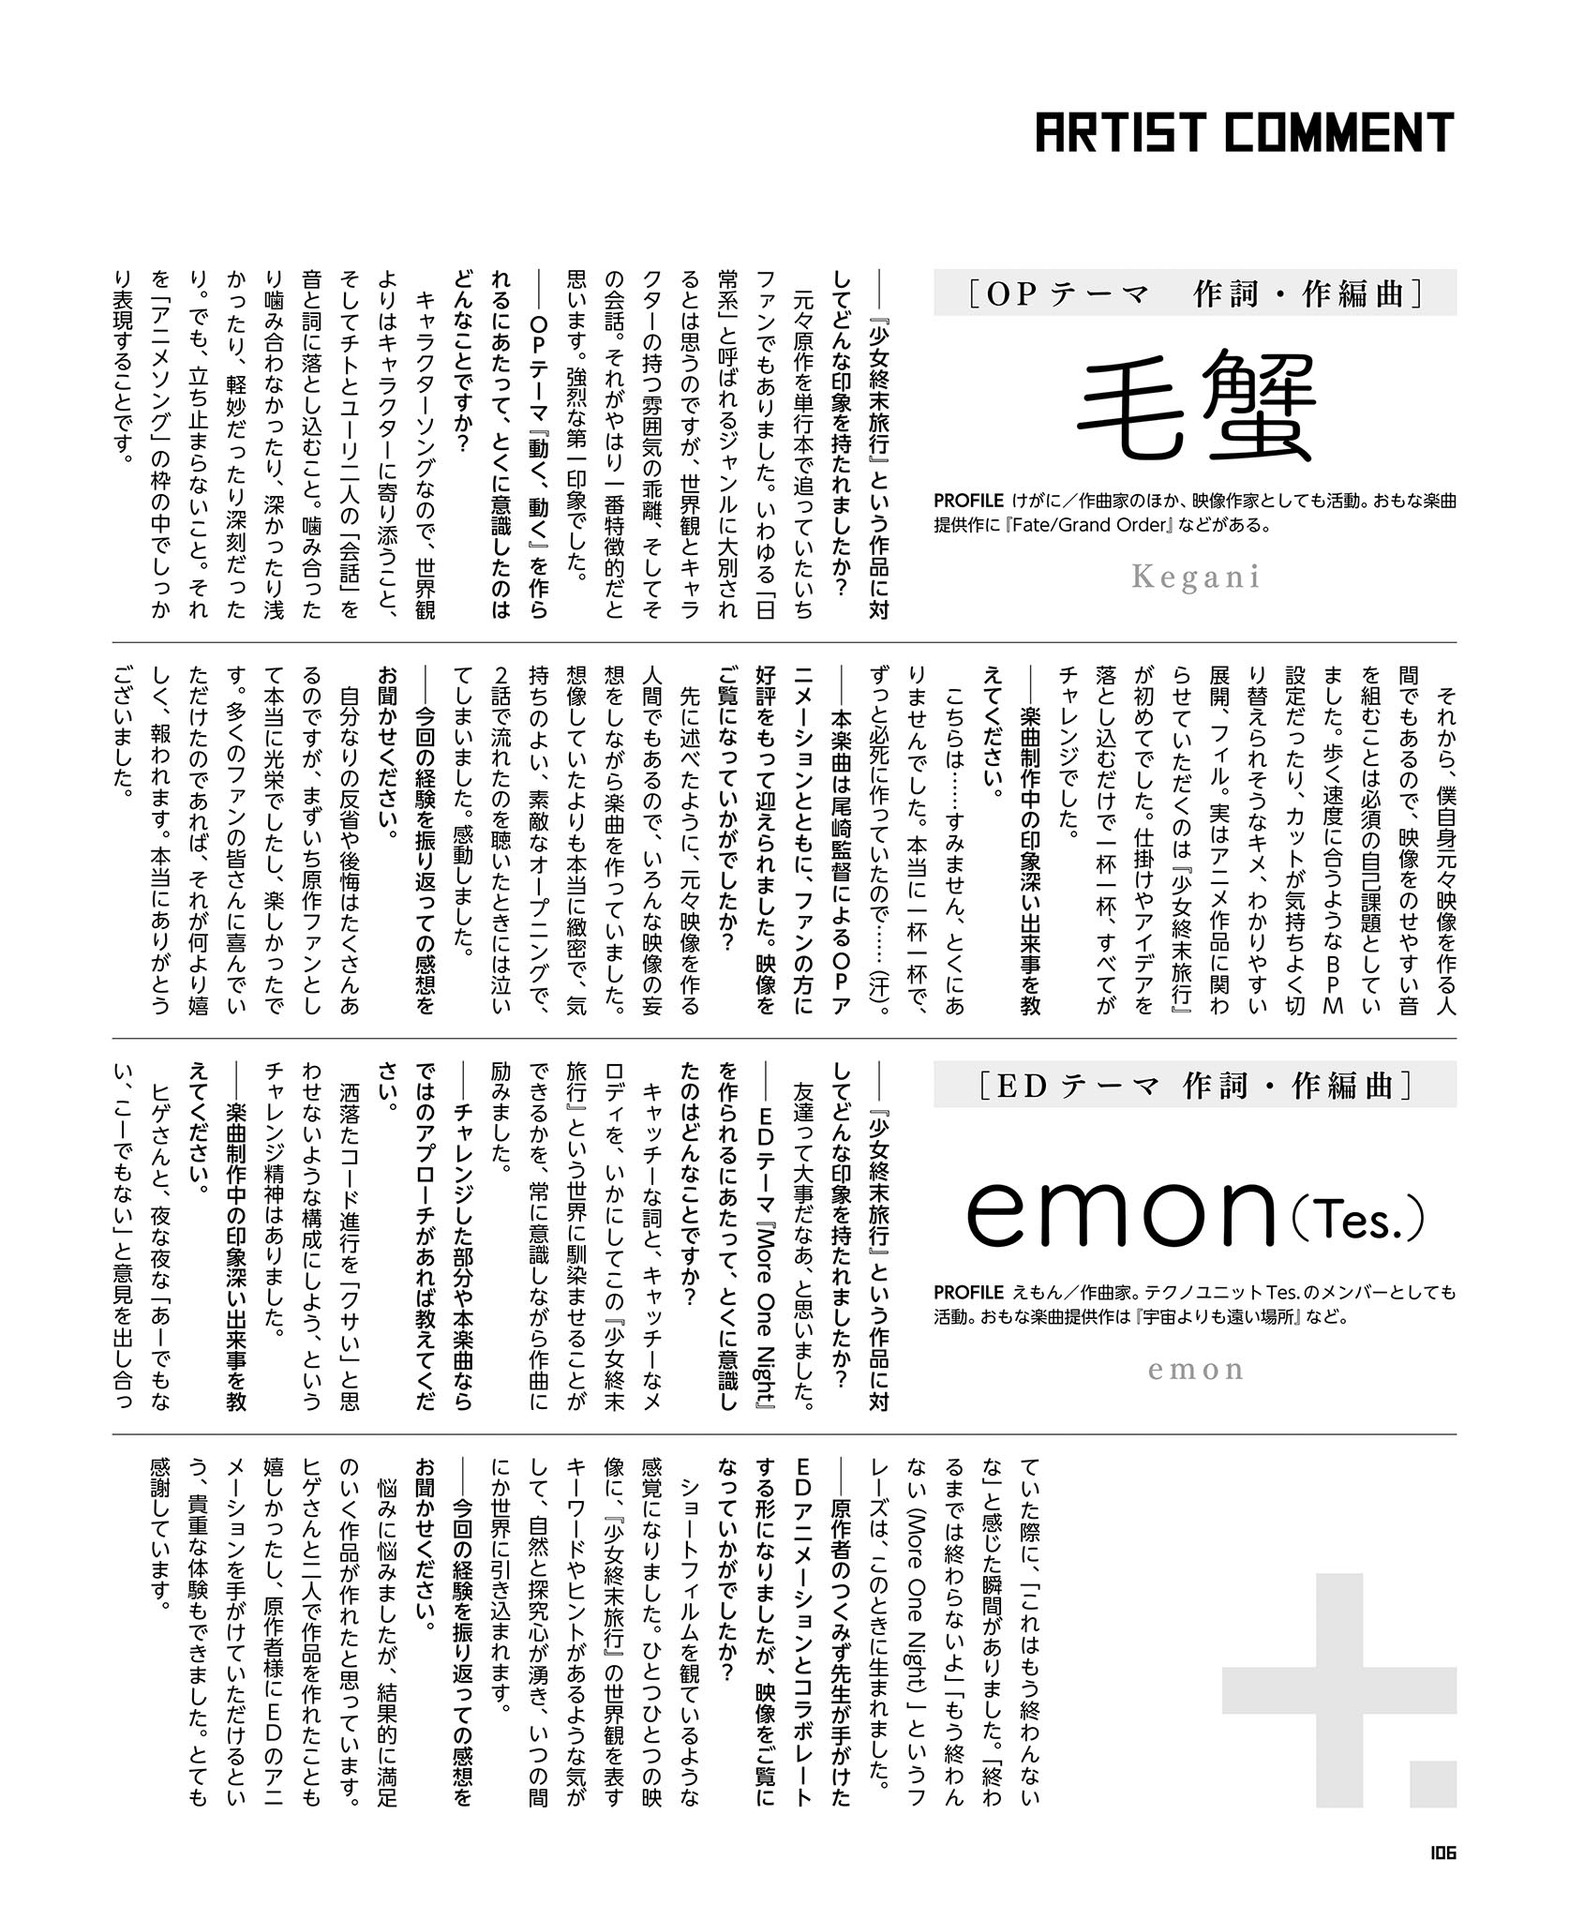 ARTIST COMMENT
［OPテーマ　作詞・作編曲］
毛蟹
PROFILE けがに／作曲家のほか、映像作家としても活動。おもな楽曲
提供作に『Fate/Grand Order』などがある。
Kegani
――『少女終末旅行』という作品に対
してどんな印象を持たれましたか？
　元々原作を単行本で追っていたいち
ファンでもありました。いわゆる「日
常系」と呼ばれるジャンルに大別され
るとは思うのですが、世界観とキャラ
クターの持つ雰囲気の乖離、そしてそ
の会話。それがやはり一番特徴的だと
思います。強烈な第一印象でした。
――OPテーマ『動く、動く』を作ら
れるにあたって、とくに意識したのは
どんなことですか？
　キャラクターソングなので、世界観
よりはキャラクターに寄り添うこと、
そしてチトとユーリ二人の「会話」を
音と詞に落とし込むこと。噛み合った
り噛み合わなかったり、深かったり浅
かったり、軽妙だったり深刻だった
り。でも、立ち止まらないこと。それ
を「アニメソング」の枠の中でしっか
り表現することです。
　それから、僕自身元々映像を作る人
間でもあるので、映像をのせやすい音
を組むことは必須の自己課題としてい
ました。歩く速度に合うようなBPM
設定だったり、カットが気持ちよく切
り替えられそうなキメ、わかりやすい
展開、フィル。実はアニメ作品に関わ
らせていただくのは『少女終末旅行』
が初めてでした。仕掛けやアイデアを
落とし込むだけで一杯一杯、すべてが
チャレンジでした。
――楽曲制作中の印象深い出来事を教
えてください。
　こちらは……すみません、とくにあ
りませんでした。本当に一杯一杯で、
ずっと必死に作っていたので……（汗）。
――本楽曲は尾崎監督によるOPア
ニメーションとともに、ファンの方に
好評をもって迎えられました。映像を
ご覧になっていかがでしたか？
　先に述べたように、元々映像を作る
人間でもあるので、いろんな映像の妄
想をしながら楽曲を作っていました。
想像していたよりも本当に緻密で、気
持ちのよい、素敵なオープニングで、
2話で流れたのを聴いたときには泣い
てしまいました。感動しました。
――今回の経験を振り返っての感想を
お聞かせください。
　自分なりの反省や後悔はたくさんあ
るのですが、まずいち原作ファンとし
て本当に光栄でしたし、楽しかったで
す。多くのファンの皆さんに喜んでい
ただけたのであれば、それが何より嬉
しく、報われます。本当にありがとう
ございました。
［EDテーマ 作詞・作編曲］
emon（Tes.）
PROFILE えもん／作曲家。テクノユニットTes.のメンバーとしても
活動。おもな楽曲提供作は『宇宙よりも遠い場所』など。
emon
――『少女終末旅行』という作品に対
してどんな印象を持たれましたか？
　友達って大事だなあ、と思いました。
――EDテーマ『More One Night』
を作られるにあたって、とくに意識し
たのはどんなことですか？
　キャッチーな詞と、キャッチーなメ
ロディを、いかにしてこの『少女終末
旅行』という世界に馴染ませることが
できるかを、常に意識しながら作曲に
励みました。
――チャレンジした部分や本楽曲なら
ではのアプローチがあれば教えてくだ
さい。
　洒落たコード進行を「クサい」と思
わせないような構成にしよう、という
チャレンジ精神はありました。
――楽曲制作中の印象深い出来事を教
えてください。
　ヒゲさんと、夜な夜な「あーでもな
い、こーでもない」と意見を出し合っ
ていた際に、「これはもう終わんない
な」と感じた瞬間がありました。「終わ
るまでは終わらないよ」「もう終わん
ない（More One Night）」というフ
レーズは、このときに生まれました。
――原作者のつくみず先生が手がけた
EDアニメーションとコラボレート
する形になりましたが、映像をご覧に
なっていかがでしたか？
　ショートフィルムを観ているような
感覚になりました。ひとつひとつの映
像に、『少女終末旅行』の世界観を表す
キーワードやヒントがあるような気が
して、自然と探究心が湧き、いつの間
にか世界に引き込まれます。
――今回の経験を振り返っての感想を
お聞かせください。
　悩みに悩みましたが、結果的に満足
のいく作品が作れたと思っています。
ヒゲさんと二人で作品を作れたことも
嬉しかったし、原作者様にEDのアニ
メーションを手がけていただけるとい
う、貴重な体験もできました。とても
感謝しています。
106